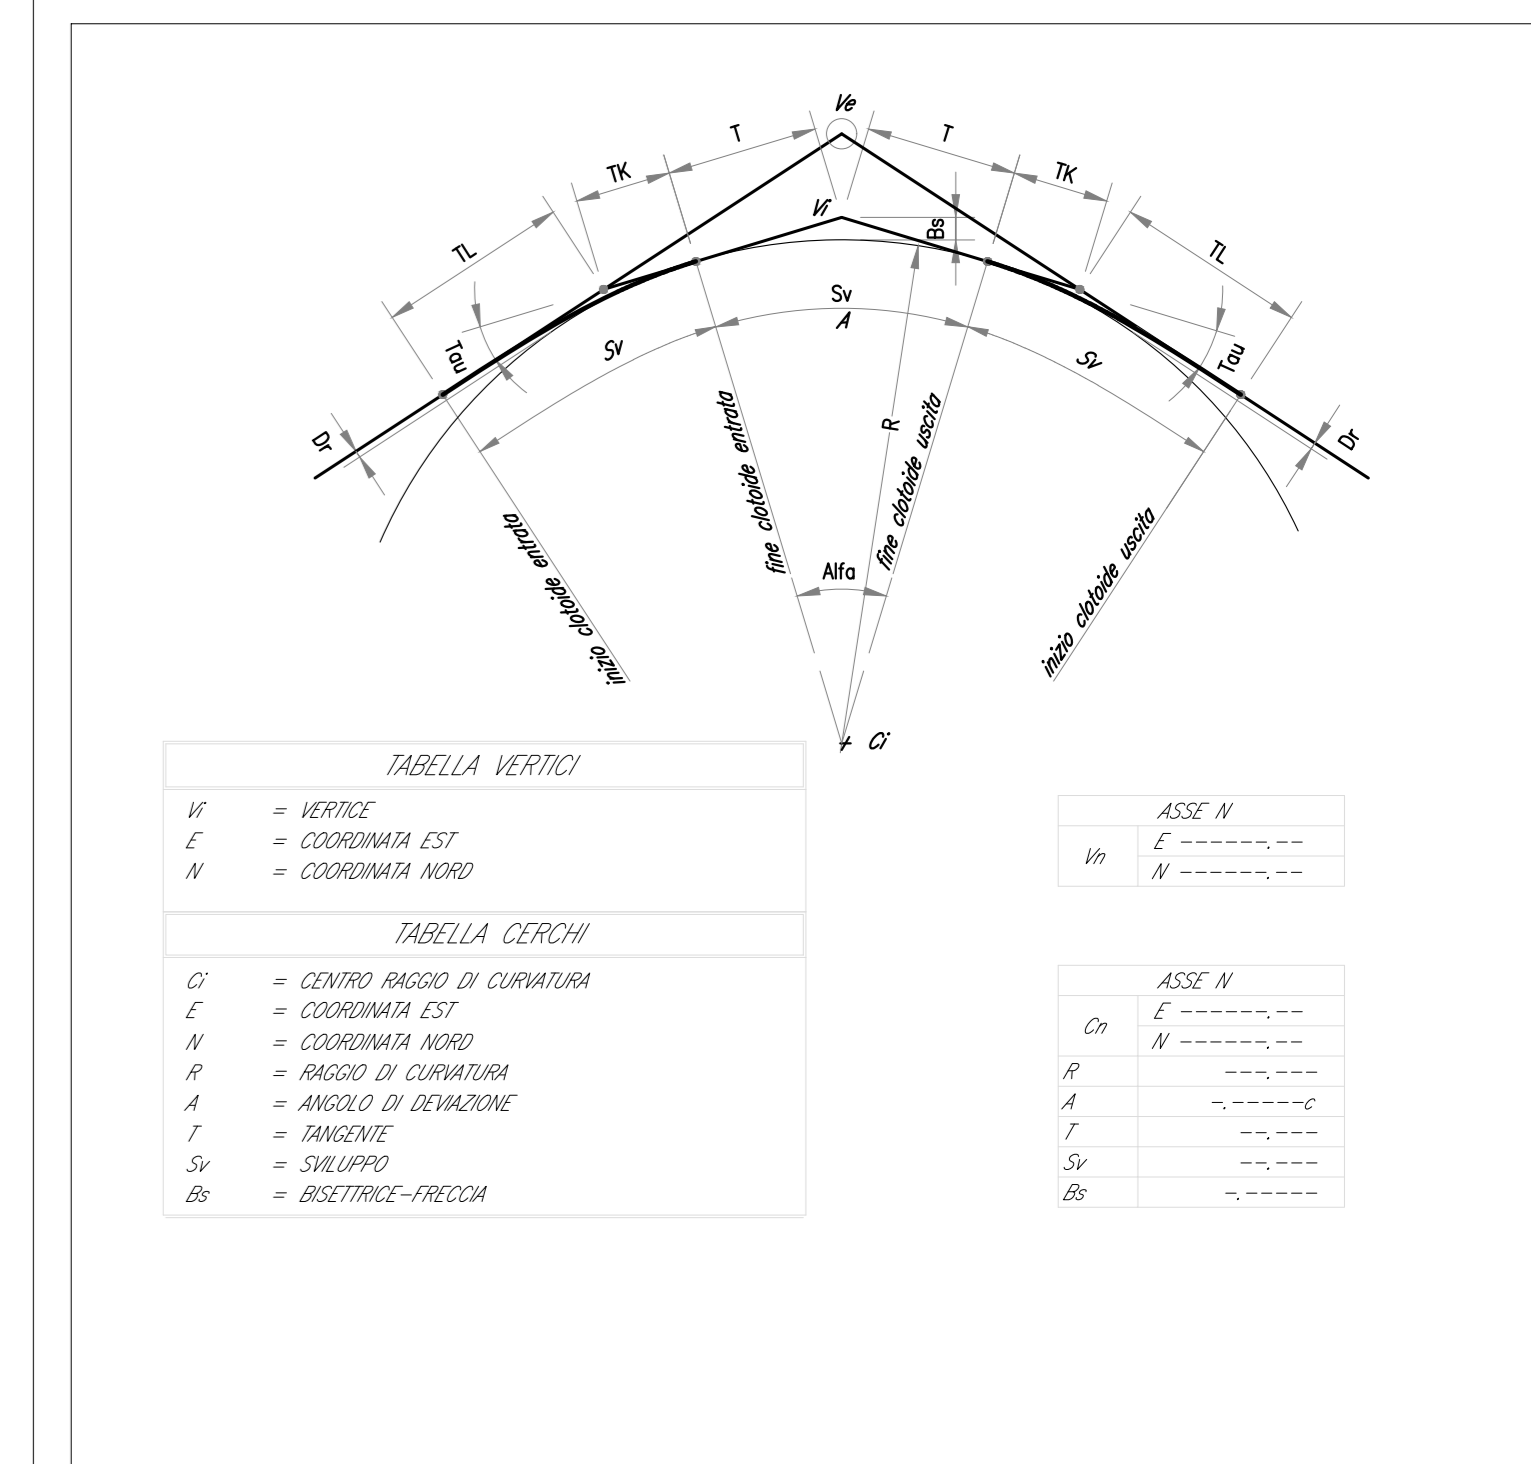 Ve
T
T
TK
TK
Vi
Bs
TL
TL
Sv
A
Sv
Sv
Tau
Tau
Dr
Dr
R
fine clotoide entrata
fine clotoide uscita
inizio clotoide entrata
inizio clotoide uscita
Alfa
Ci
TABELLA VERTICI
Vi = VERTICE
E = COORDINATA EST
N = COORDINATA NORD
TABELLA CERCHI
Ci = CENTRO RAGGIO DI CURVATURA
E = COORDINATA EST
N = COORDINATA NORD
R = RAGGIO DI CURVATURA
A = ANGOLO DI DEVIAZIONE
T = TANGENTE
Sv = SVILUPPO
Bs = BISETTRICE-FRECCIA
ASSE N
Vn
E ------.--
N ------.--
ASSE N
Cn
E ------.--
N ------.--
R ---.---
A -.-----c
T --.---
Sv --.---
Bs -.-----